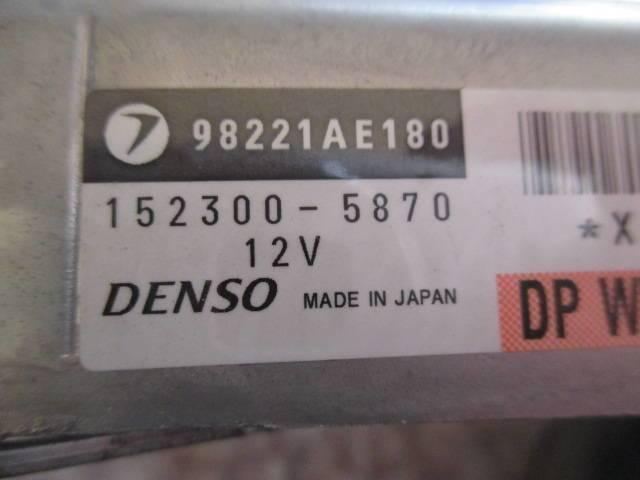 98221AE180
152300-5870
12V
DENSO MADE IN JAPAN
*X
DP W